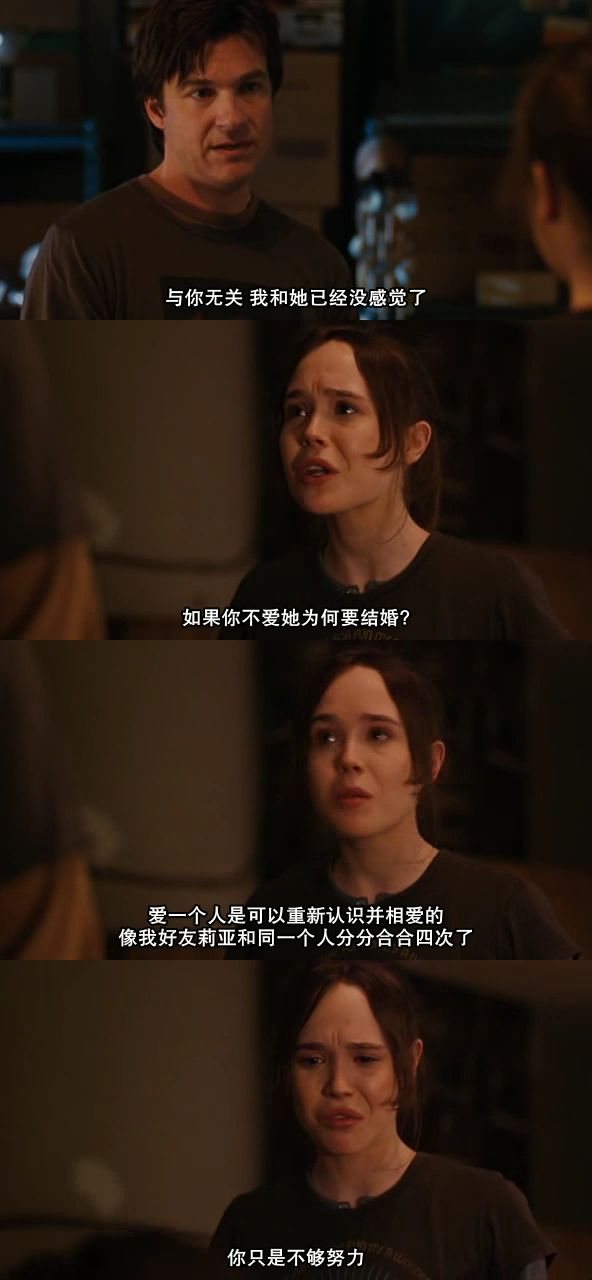 与你无关 我和她已经没感觉了
如果你不爱她为何要结婚?
爱一个人是可以重新认识并相爱的
像我好友莉亚和同一个人分分合合四次了
你只是不够努力